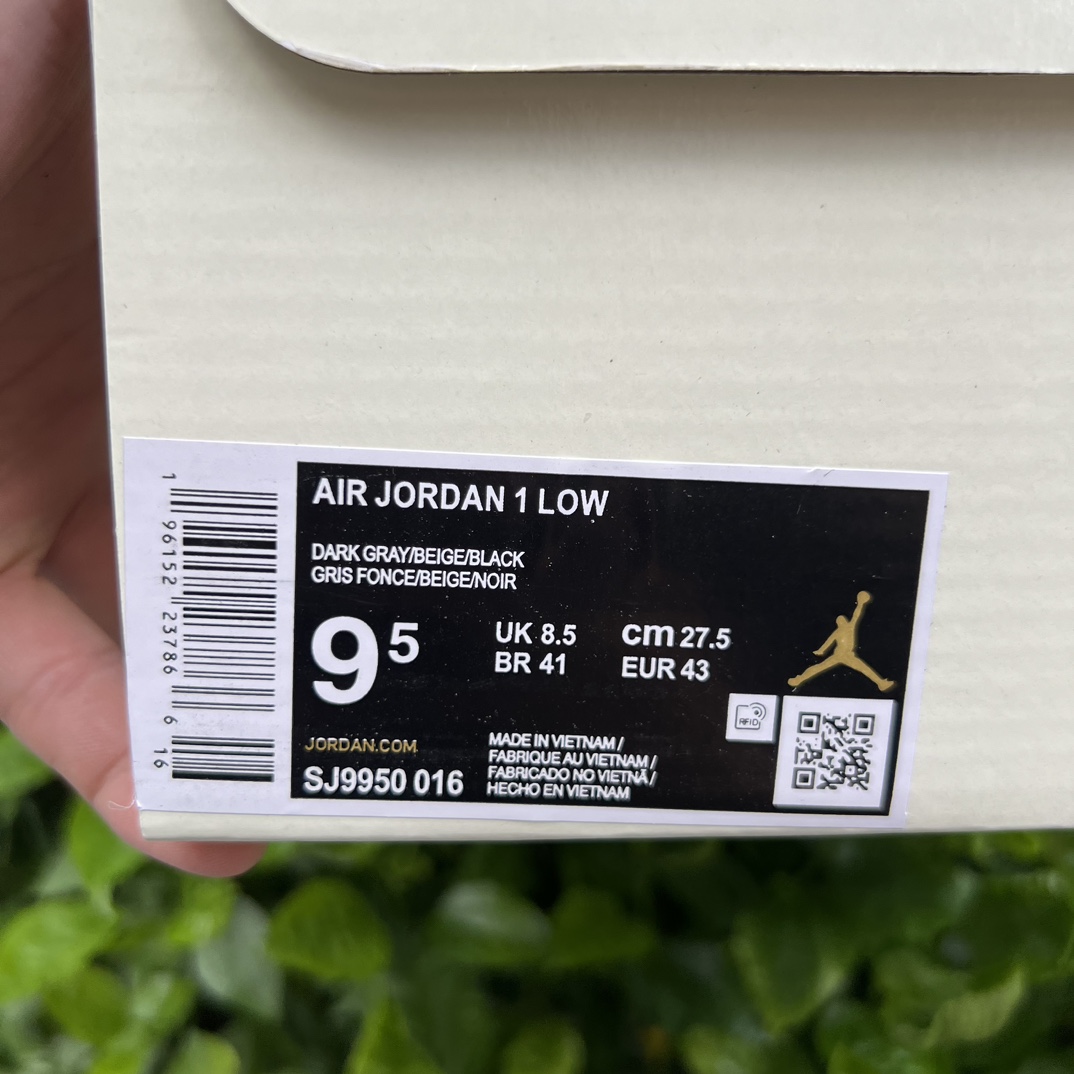 AIR JORDAN 1 LOW
DARK GRAY/BEIGE/BLACK
GRIS FONCE/BEIGE/NOIR
9 5
UK 8.5
BR 41
cm 27.5
EUR 43
RFID
JORDAN.COM
SJ9950 016
MADE IN VIETNAM /
FABRIQUE AU VIETNAM /
FABRICADO NO VIETNÃ /
HECHO EN VIETNAM
1 96152 23786 6 16